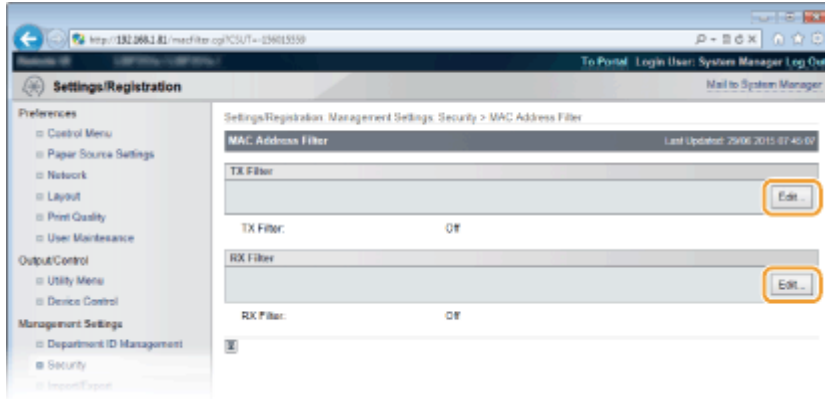 http://192.168.1.81/macfilter.cgi?CSUT=-156015559
To Portal Login User: System Manager Log Out
Settings/Registration
Mail to System Manager
Preferences
Settings/Registration: Management Settings: Security > MAC Address Filter
Control Menu
MAC Address Filter
Last Updated: 29/06 2015 07:45:07
Paper Source Settings
TX Filter
Network
Edit...
Layout
Print Quality
TX Filter: Off
User Maintenance
Output/Control
RX Filter
Utility Menu
Edit...
Device Control
Management Settings
RX Filter: Off
Department ID Management
Security
Import/Export